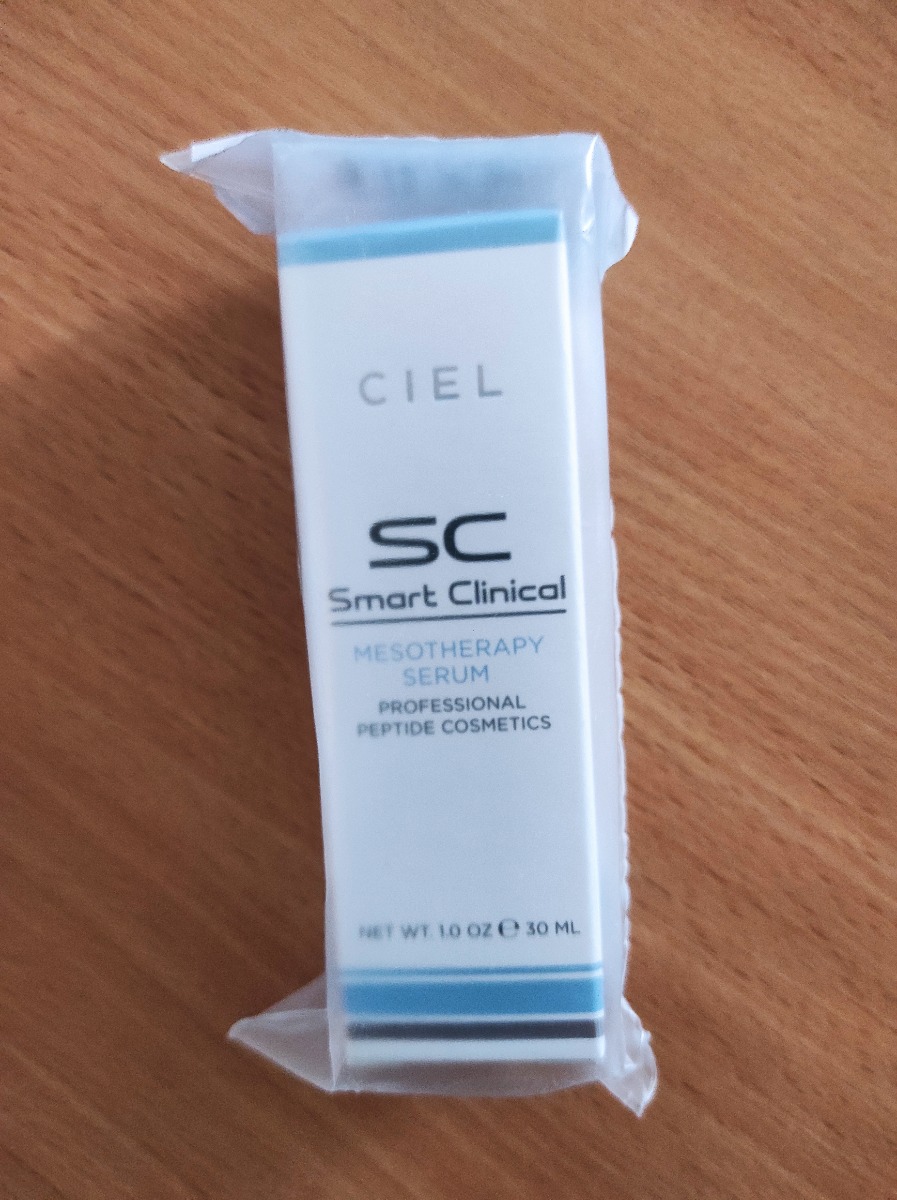 CIEL
SC
Smart Clinical
MESOTHERAPY
SERUM
PROFESSIONAL
PEPTIDE COSMETICS
NET WT. 1.0 OZ ℮ 30 ML